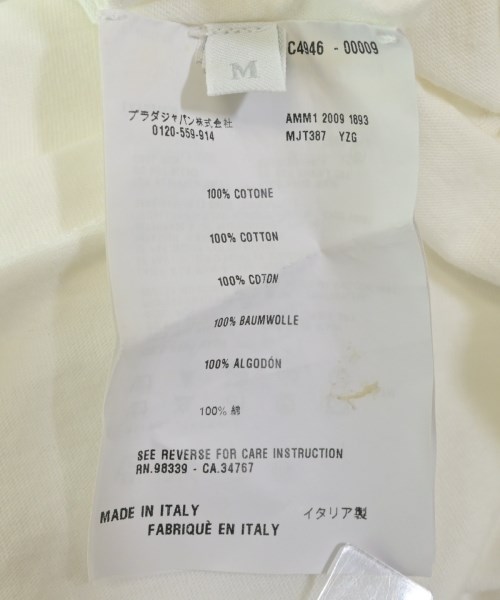 M
C4946 - 00009
プラダジャパン株式会社
0120-559-914
AMM1 2009 1893
MJT387 YZG
100% COTONE
100% COTTON
100% COTON
100% BAUMWOLLE
100% ALGODÓN
100% 綿
SEE REVERSE FOR CARE INSTRUCTION
RN.98339 - CA.34767
MADE IN ITALY
FABRIQUÈ EN ITALY
イタリア製